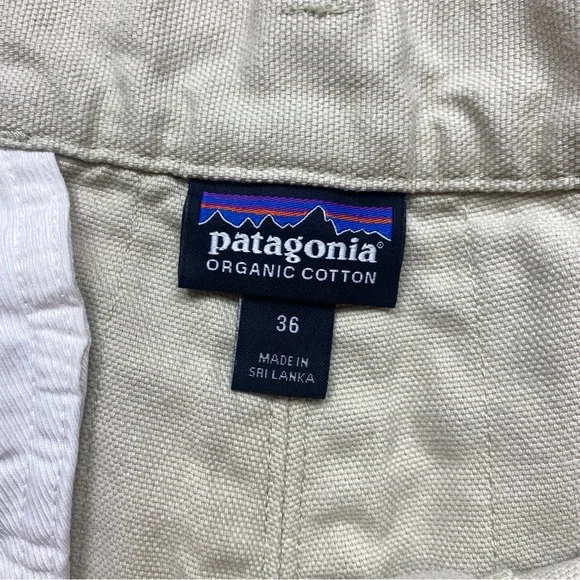 patagonia®
ORGANIC COTTON
36
MADE IN
SRI LANKA